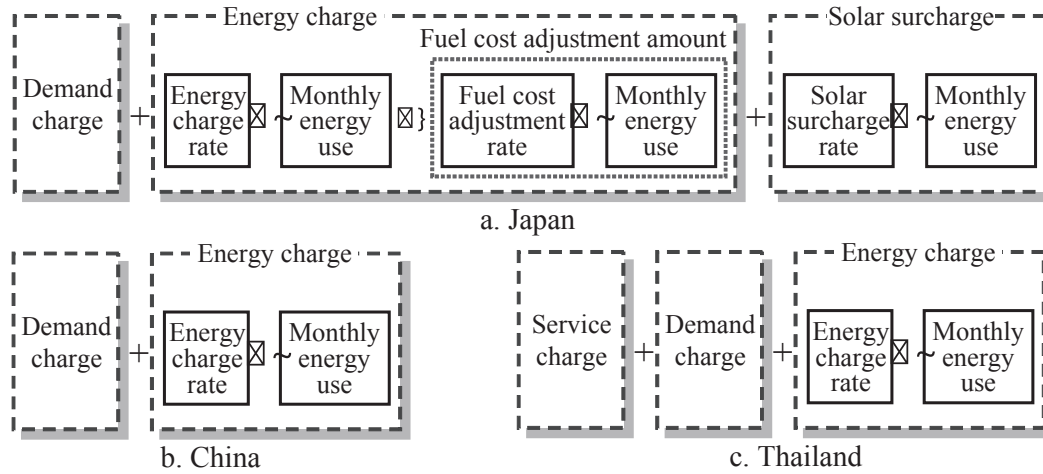 Energy charge
Solar surcharge
Fuel cost adjustment amount
Demand
charge
+
Energy
charge
rate
~
Monthly
energy
use
}
Fuel cost
adjustment
rate
~
Monthly
energy
use
+
Solar
surcharge
rate
~
Monthly
energy
use
a. Japan
Energy charge
Demand
charge
+
Energy
charge
rate
~
Monthly
energy
use
b. China
Energy charge
Service
charge
+
Demand
charge
+
Energy
charge
rate
~
Monthly
energy
use
c. Thailand